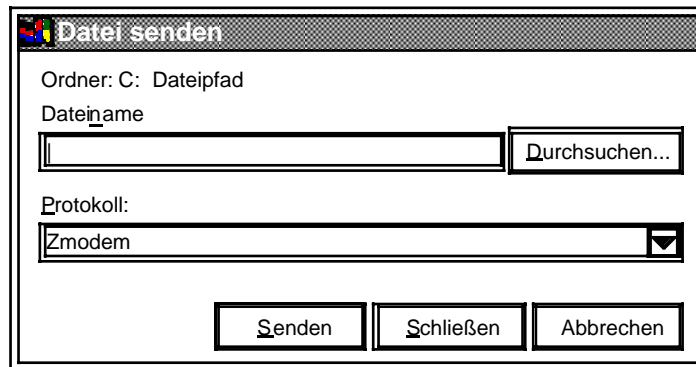 Datei senden
Ordner: C: Dateipfad
Dateiname
Durchsuchen...
Protokoll:
Zmodem
Senden Schließen Abbrechen